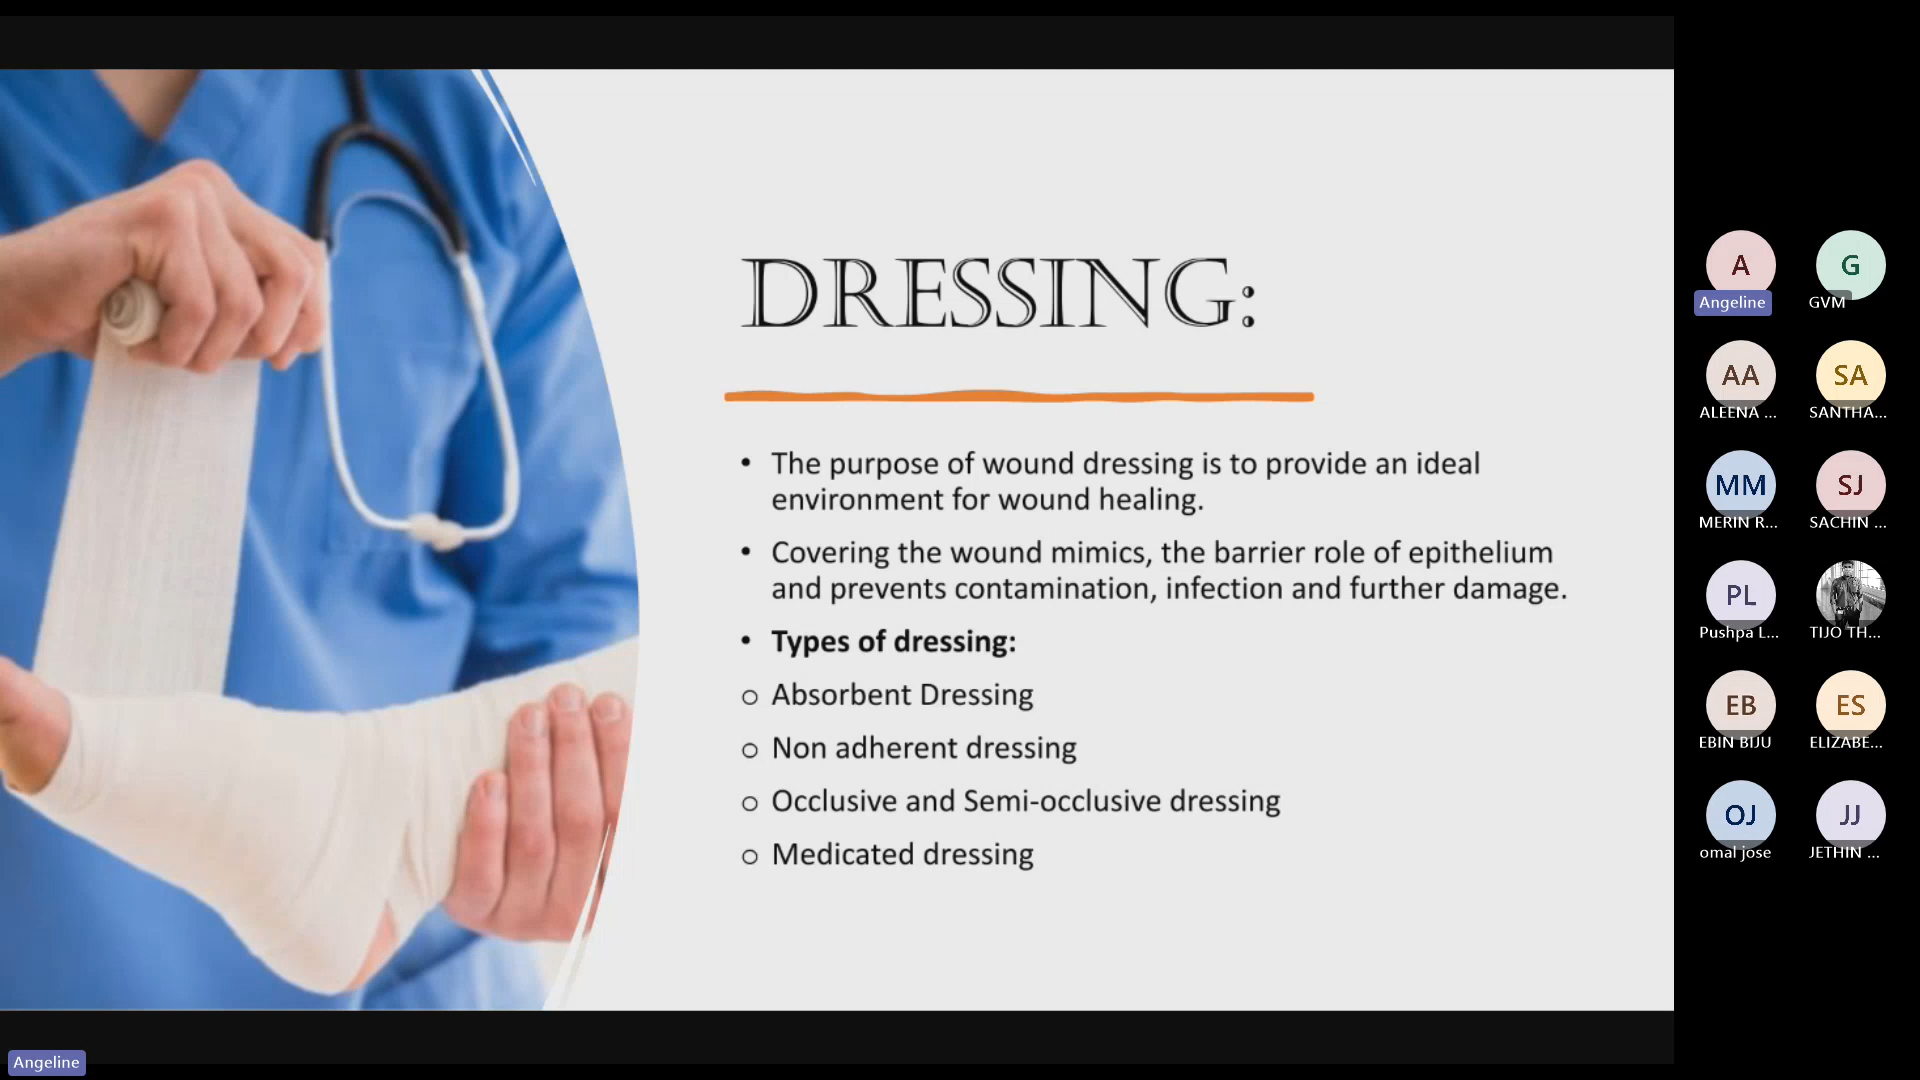 DRESSING:
• The purpose of wound dressing is to provide an ideal
environment for wound healing.
• Covering the wound mimics, the barrier role of epithelium
and prevents contamination, infection and further damage.
• Types of dressing:
o Absorbent Dressing
o Non adherent dressing
o Occlusive and Semi-occlusive dressing
o Medicated dressing
A
Angeline
G
GVM
AA
ALEENA ...
SA
SANTHA...
MM
MERIN R...
SJ
SACHIN ...
PL
Pushpa L...
TIJO TH...
EB
EBIN BIJU
ES
ELIZABE...
OJ
omal jose
JJ
JETHIN ...
Angeline